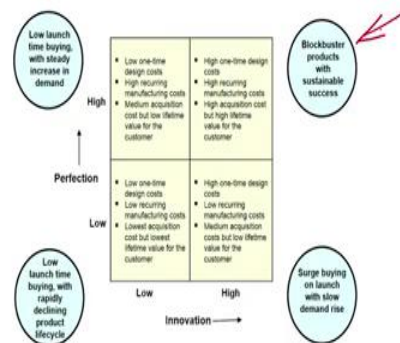 Low launch
time buying,
with steady
increase in
demand
• Low one-time
design costs
• High recurring
manufacturing costs
• Medium acquisition
cost but low lifetime
value for the
customer
• High one-time design
costs
• High recurring
manufacturing costs
• High acquisition cost
but high lifetime
value for the
customer
Blockbuster
products
with
sustainable
success
High
Perfection
Low
• Low one-time
design costs
• Low recurring
manufacturing costs
• Lowest acquisition
cost but lowest
lifetime value for the
customer
• High one-time design
costs
• Low recurring
manufacturing costs
• Medium acquisition
costs but low lifetime
value for the
customer
Low
launch time
buying, with
rapidly
declining
product
lifecycle
Surge buying
on launch
with slow
demand rise
Low
High
Innovation